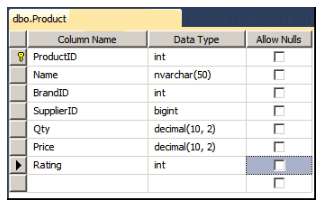 dbo.Product
Column Name Data Type Allow Nulls
ProductID int
Name nvarchar(50)
BrandID int
SupplierID bigint
Qty decimal(10, 2)
Price decimal(10, 2)
Rating int